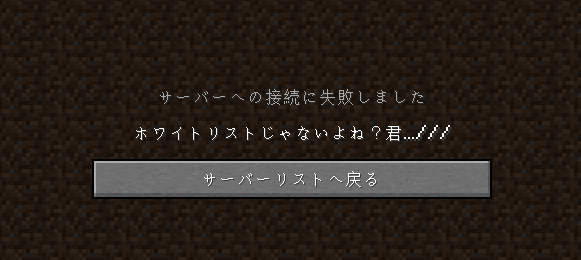 サーバーへの接続に失敗しました
ホワイトリストじゃないよね？君...///
サーバーリストへ戻る